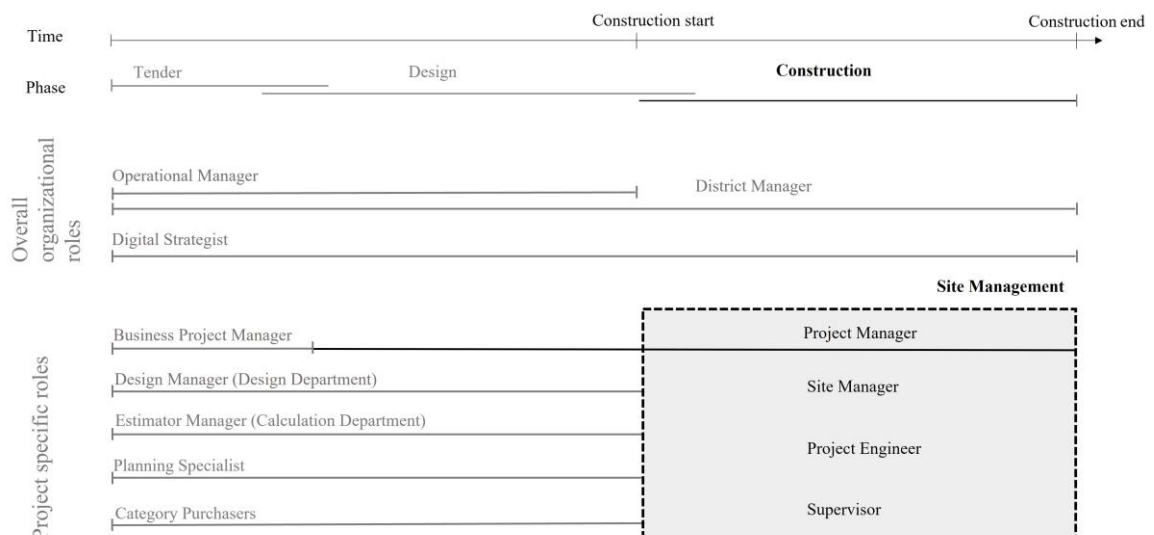 Construction start
Construction end
Time
Tender
Design
Construction
Phase
Overall
organizational
roles
Operational Manager
District Manager
Digital Strategist
Site Management
Project specific roles
Business Project Manager
Project Manager
Design Manager (Design Department)
Site Manager
Estimator Manager (Calculation Department)
Project Engineer
Planning Specialist
Supervisor
Category Purchasers